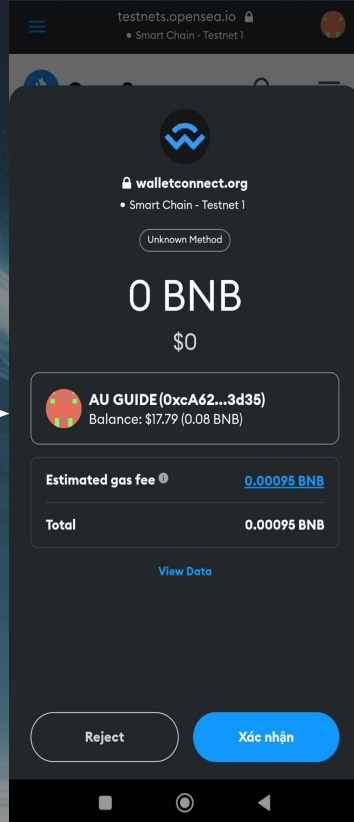 testnets.opensea.io
• Smart Chain - Testnet 1
walletconnect.org
• Smart Chain - Testnet 1
Unknown Method
0 BNB
$0
AU GUIDE (0xcA62...3d35)
Balance: $17.79 (0.08 BNB)
Estimated gas fee
0.00095 BNB
Total
0.00095 BNB
View Data
Reject
Xác nhận